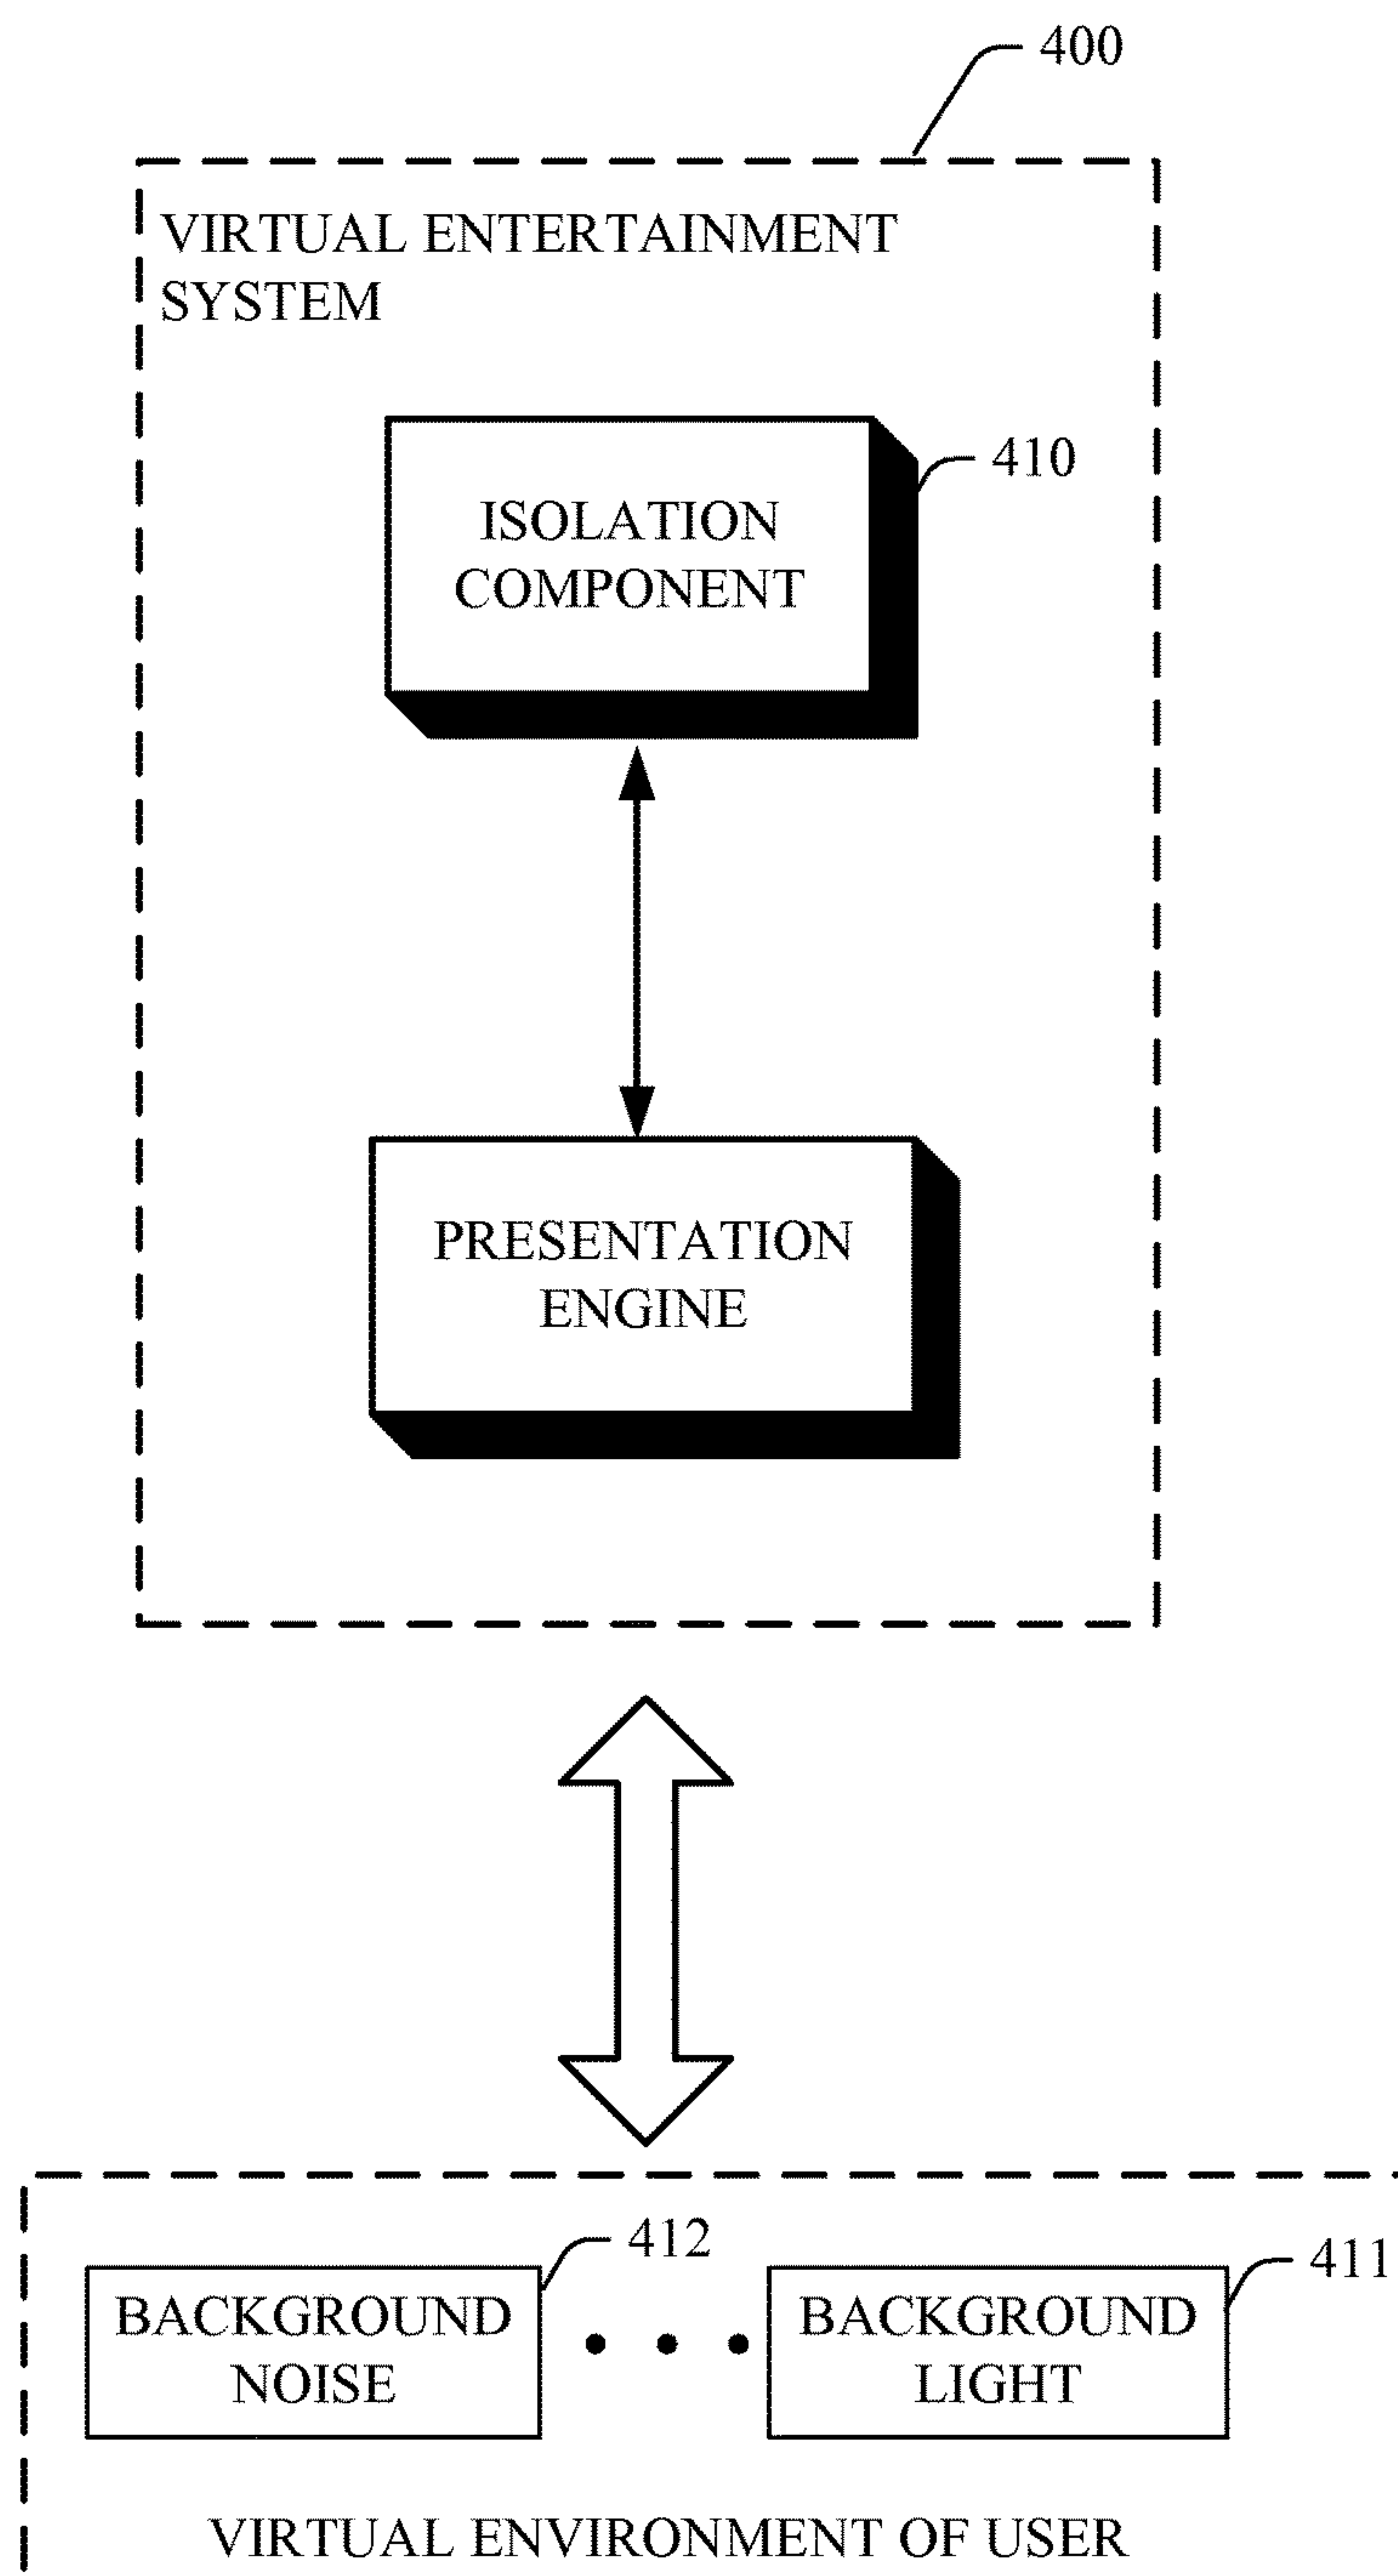 400
VIRTUAL ENTERTAINMENT
SYSTEM
410
ISOLATION
COMPONENT
PRESENTATION
ENGINE
412
411
BACKGROUND
NOISE
BACKGROUND
LIGHT
VIRTUAL ENVIRONMENT OF USER